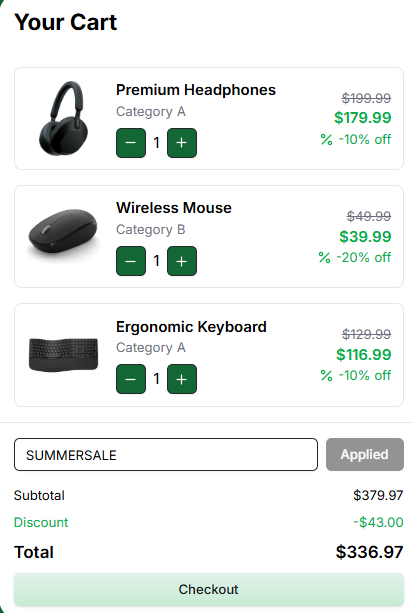 Your Cart
Premium Headphones
$199.99
Category A
$179.99
− 1 +
% -10% off
Wireless Mouse
$49.99
Category B
$39.99
− 1 +
% -20% off
Ergonomic Keyboard
$129.99
Category A
$116.99
− 1 +
% -10% off
SUMMERSALE Applied
Subtotal $379.97
Discount -$43.00
Total $336.97
Checkout